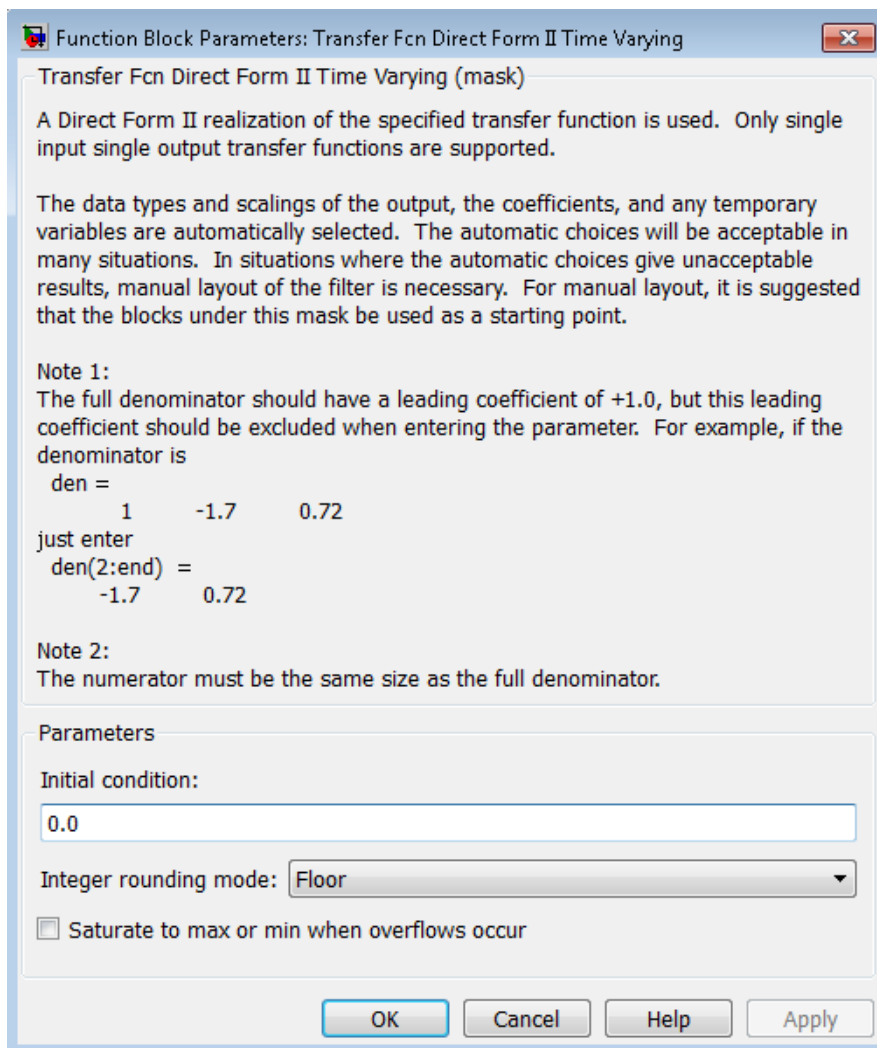 Function Block Parameters: Transfer Fcn Direct Form II Time Varying
Transfer Fcn Direct Form II Time Varying (mask)
A Direct Form II realization of the specified transfer function is used.  Only single
input single output transfer functions are supported.
The data types and scalings of the output, the coefficients, and any temporary
variables are automatically selected.  The automatic choices will be acceptable in
many situations.  In situations where the automatic choices give unacceptable
results, manual layout of the filter is necessary.  For manual layout, it is suggested
that the blocks under this mask be used as a starting point.
Note 1:
The full denominator should have a leading coefficient of +1.0, but this leading
coefficient should be excluded when entering the parameter.  For example, if the
denominator is
den =
1      -1.7      0.72
just enter
den(2:end)  =
-1.7      0.72
Note 2:
The numerator must be the same size as the full denominator.
Parameters
Initial condition:
0.0
Integer rounding mode: Floor
Saturate to max or min when overflows occur
OK Cancel Help Apply